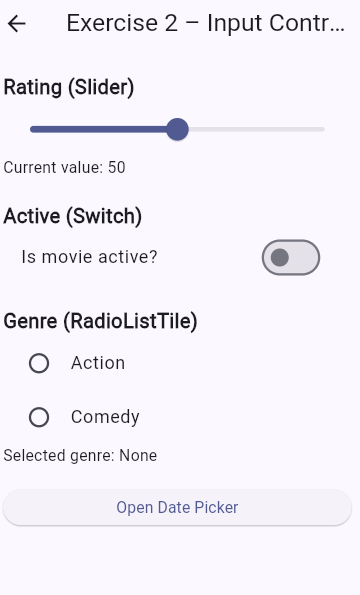 Exercise 2 – Input Contr...
Rating (Slider)
Current value: 50
Active (Switch)
Is movie active?
Genre (RadioListTile)
Action
Comedy
Selected genre: None
Open Date Picker